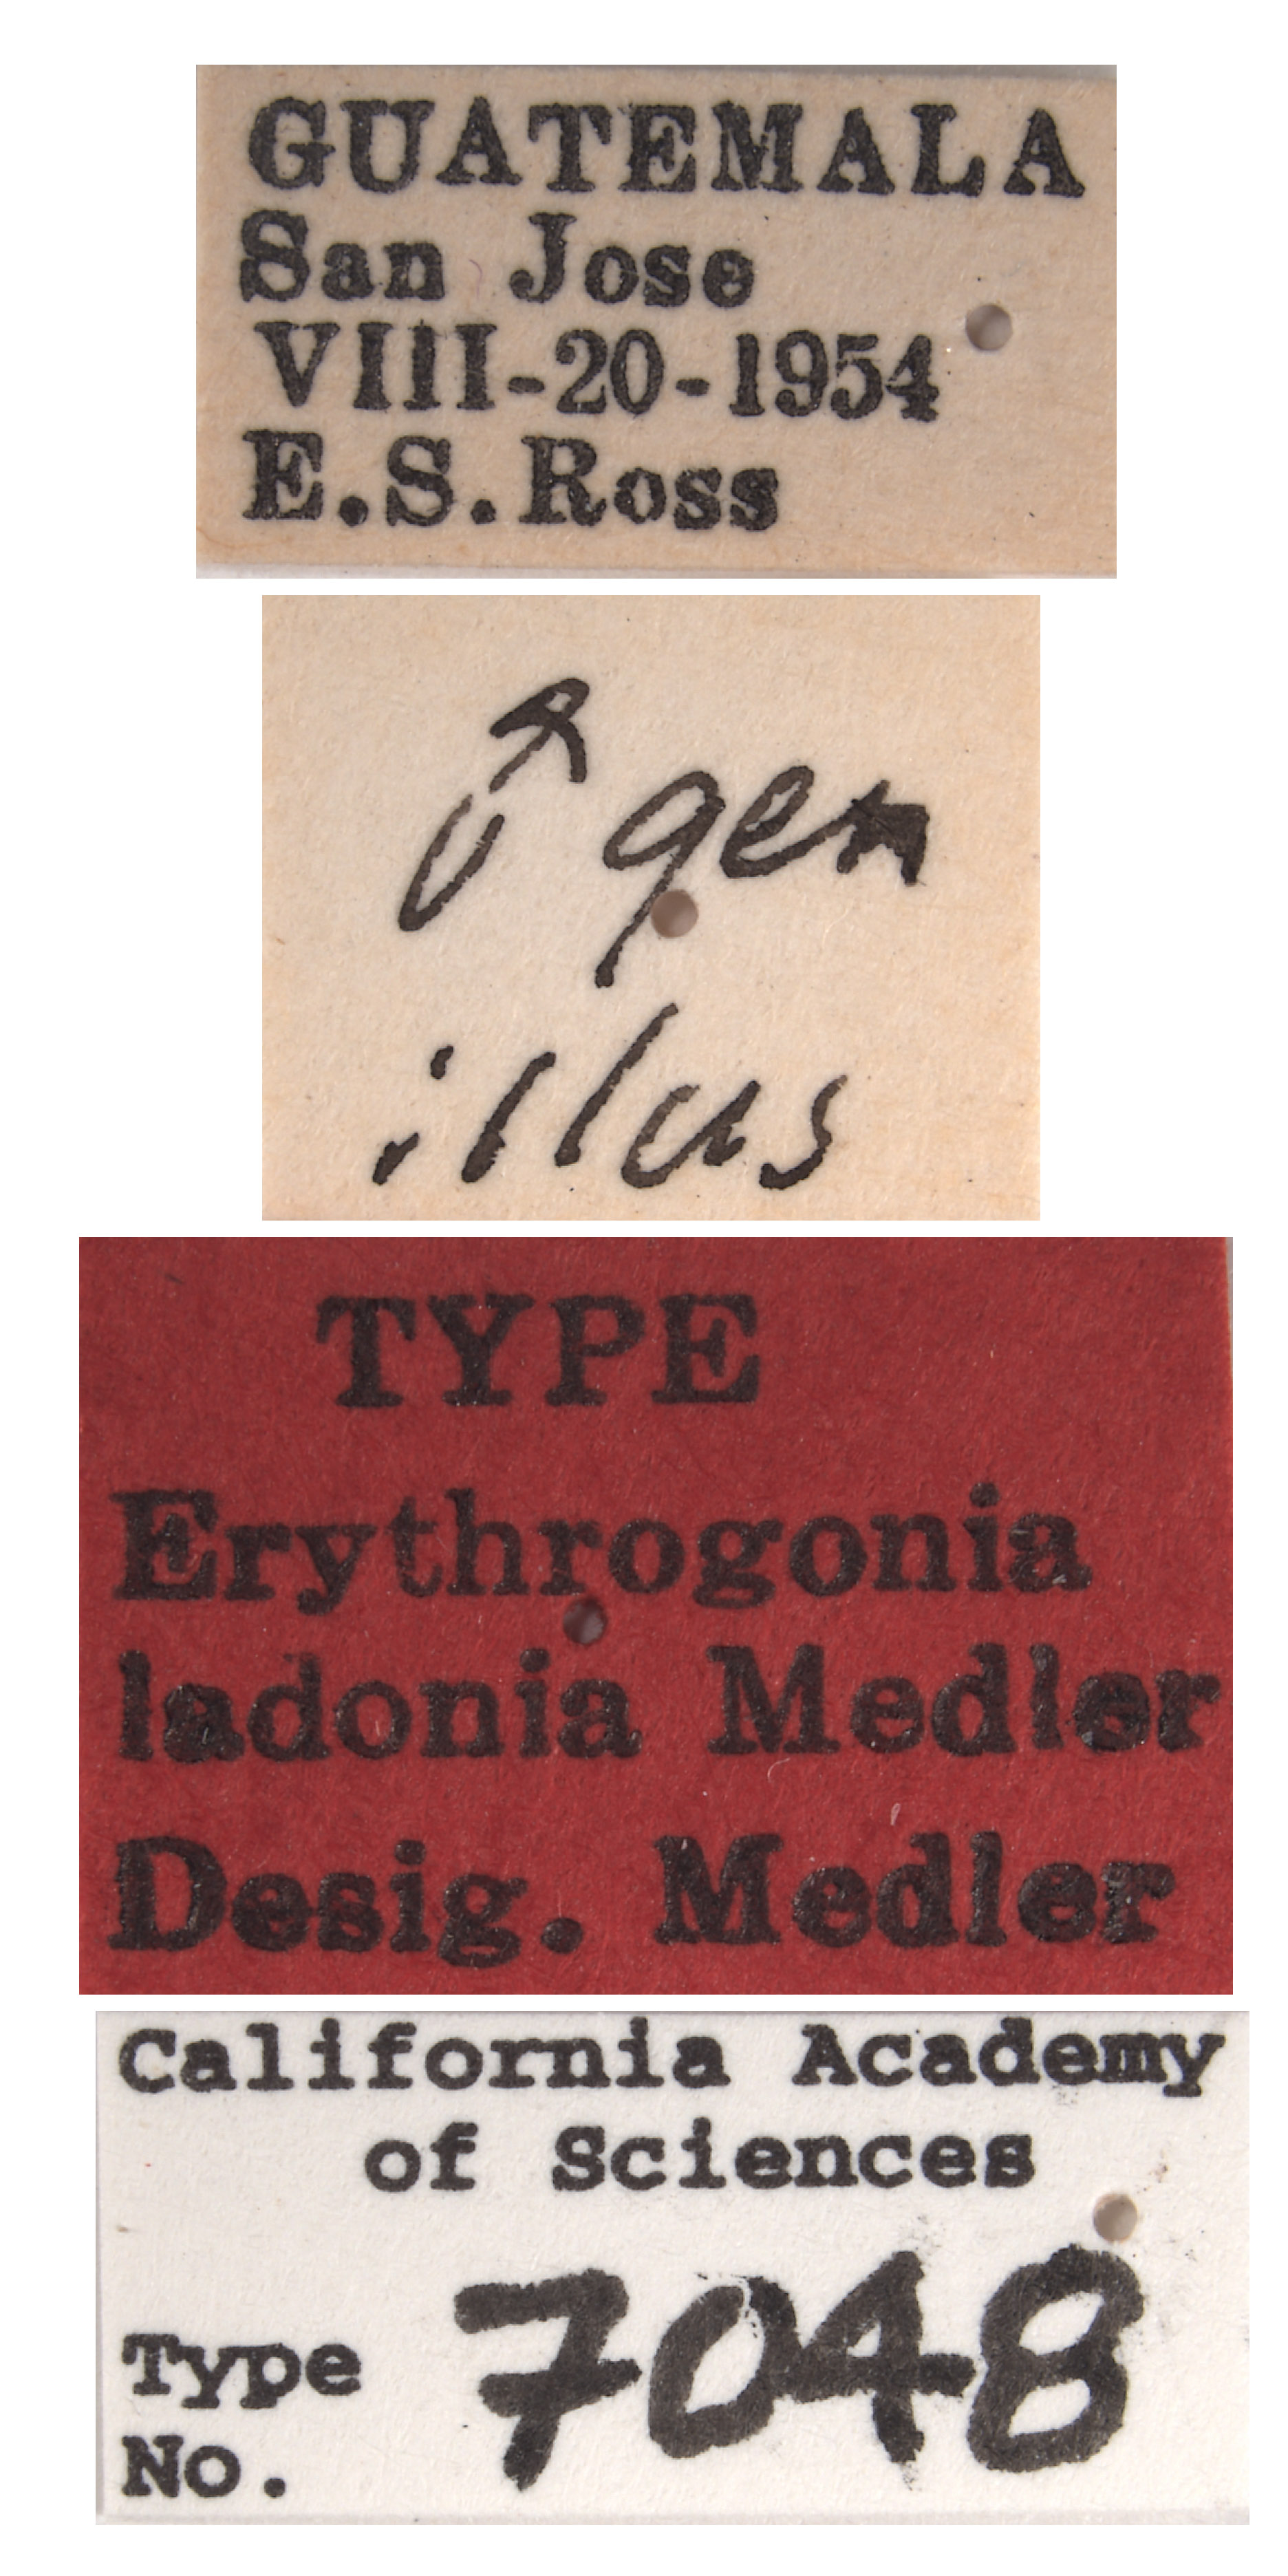 GUATEMALA
San Jose
VIII-20-1954
E.S.Ross
♂ gen
illus
TYPE
Erythrogonia
ladonia Medler
Desig. Medler
California Academy
of Sciences
Type
No. 7048